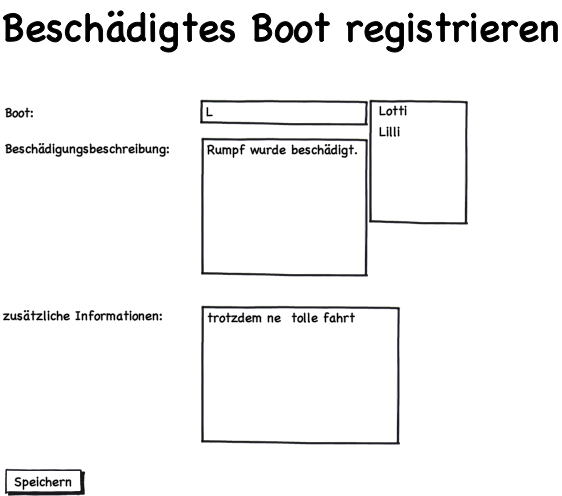 Beschädigtes Boot registrieren
Boot:
L
Lotti
Lilli
Beschädigungsbeschreibung:
Rumpf wurde beschädigt.
zusätzliche Informationen:
trotzdem ne  tolle fahrt
Speichern